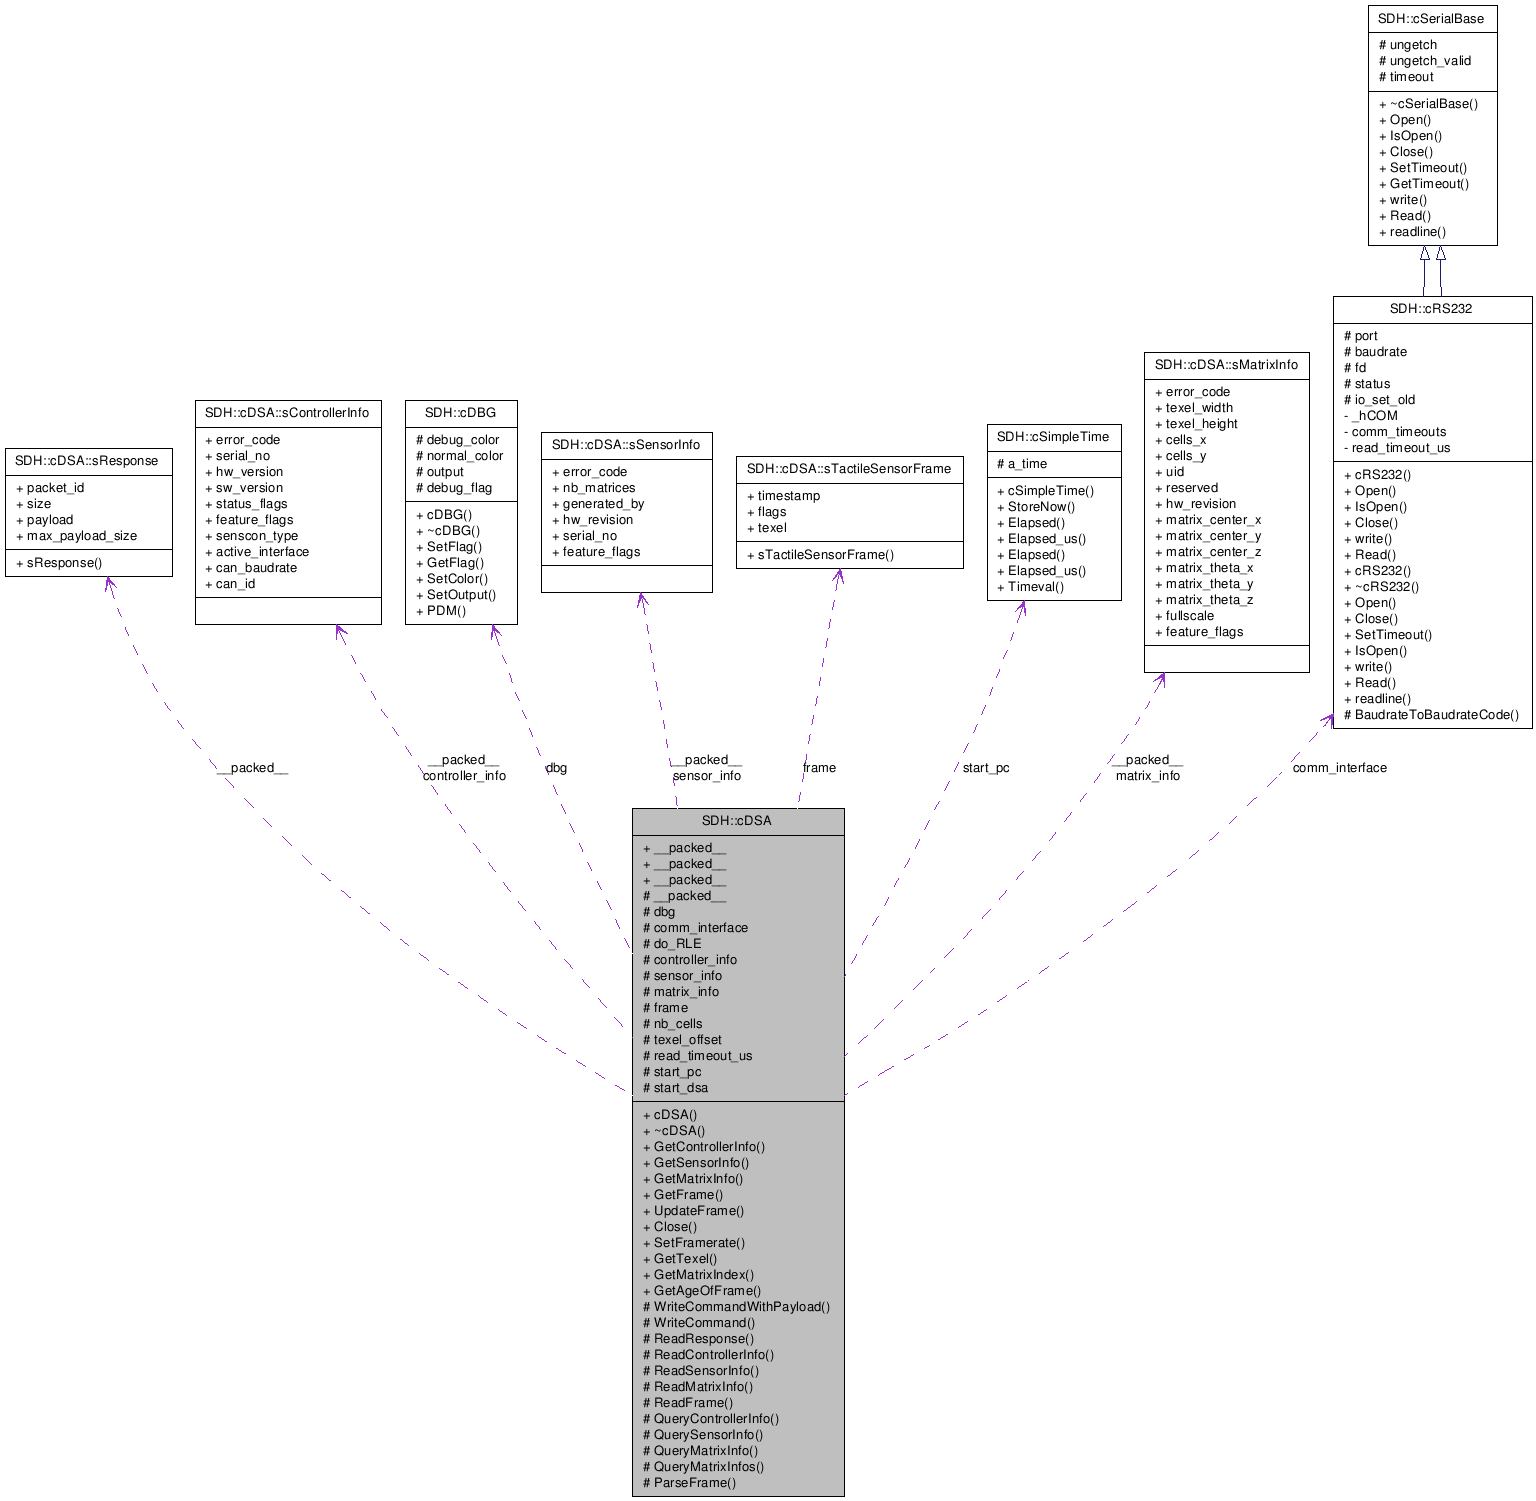 SDH::cSerialBase
# ungetch
# ungetch_valid
# timeout
+ ~cSerialBase()
+ Open()
+ IsOpen()
+ Close()
+ SetTimeout()
+ GetTimeout()
+ write()
+ Read()
+ readline()
SDH::cRS232
# port
# baudrate
# fd
# status
# io_set_old
- _hCOM
- comm_timeouts
- read_timeout_us
+ cRS232()
+ Open()
+ IsOpen()
+ Close()
+ write()
+ Read()
+ cRS232()
+ ~cRS232()
+ Open()
+ Close()
+ SetTimeout()
+ IsOpen()
+ write()
+ Read()
+ readline()
# BaudrateToBaudrateCode()
SDH::cDSA::sResponse
+ packet_id
+ size
+ payload
+ max_payload_size
+ sResponse()
SDH::cDSA::sControllerInfo
+ error_code
+ serial_no
+ hw_version
+ sw_version
+ status_flags
+ feature_flags
+ senscon_type
+ active_interface
+ can_baudrate
+ can_id
SDH::cDBG
# debug_color
# normal_color
# output
# debug_flag
+ cDBG()
+ ~cDBG()
+ SetFlag()
+ GetFlag()
+ SetColor()
+ SetOutput()
+ PDM()
SDH::cDSA::sSensorInfo
+ error_code
+ nb_matrices
+ generated_by
+ hw_revision
+ serial_no
+ feature_flags
SDH::cDSA::sTactileSensorFrame
+ timestamp
+ flags
+ texel
+ sTactileSensorFrame()
SDH::cSimpleTime
# a_time
+ cSimpleTime()
+ StoreNow()
+ Elapsed()
+ Elapsed_us()
+ Elapsed()
+ Elapsed_us()
+ Timeval()
SDH::cDSA::sMatrixInfo
+ error_code
+ texel_width
+ texel_height
+ cells_x
+ cells_y
+ uid
+ reserved
+ hw_revision
+ matrix_center_x
+ matrix_center_y
+ matrix_center_z
+ matrix_theta_x
+ matrix_theta_y
+ matrix_theta_z
+ fullscale
+ feature_flags
__packed__
__packed__
controller_info
dbg
__packed__
sensor_info
frame
start_pc
__packed__
matrix_info
comm_interface
SDH::cDSA
+ __packed__
+ __packed__
+ __packed__
# __packed__
# dbg
# comm_interface
# do_RLE
# controller_info
# sensor_info
# matrix_info
# frame
# nb_cells
# texel_offset
# read_timeout_us
# start_pc
# start_dsa
+ cDSA()
+ ~cDSA()
+ GetControllerInfo()
+ GetSensorInfo()
+ GetMatrixInfo()
+ GetFrame()
+ UpdateFrame()
+ Close()
+ SetFramerate()
+ GetTexel()
+ GetMatrixIndex()
+ GetAgeOfFrame()
# WriteCommandWithPayload()
# WriteCommand()
# ReadResponse()
# ReadControllerInfo()
# ReadSensorInfo()
# ReadMatrixInfo()
# ReadFrame()
# QueryControllerInfo()
# QuerySensorInfo()
# QueryMatrixInfo()
# QueryMatrixInfos()
# ParseFrame()